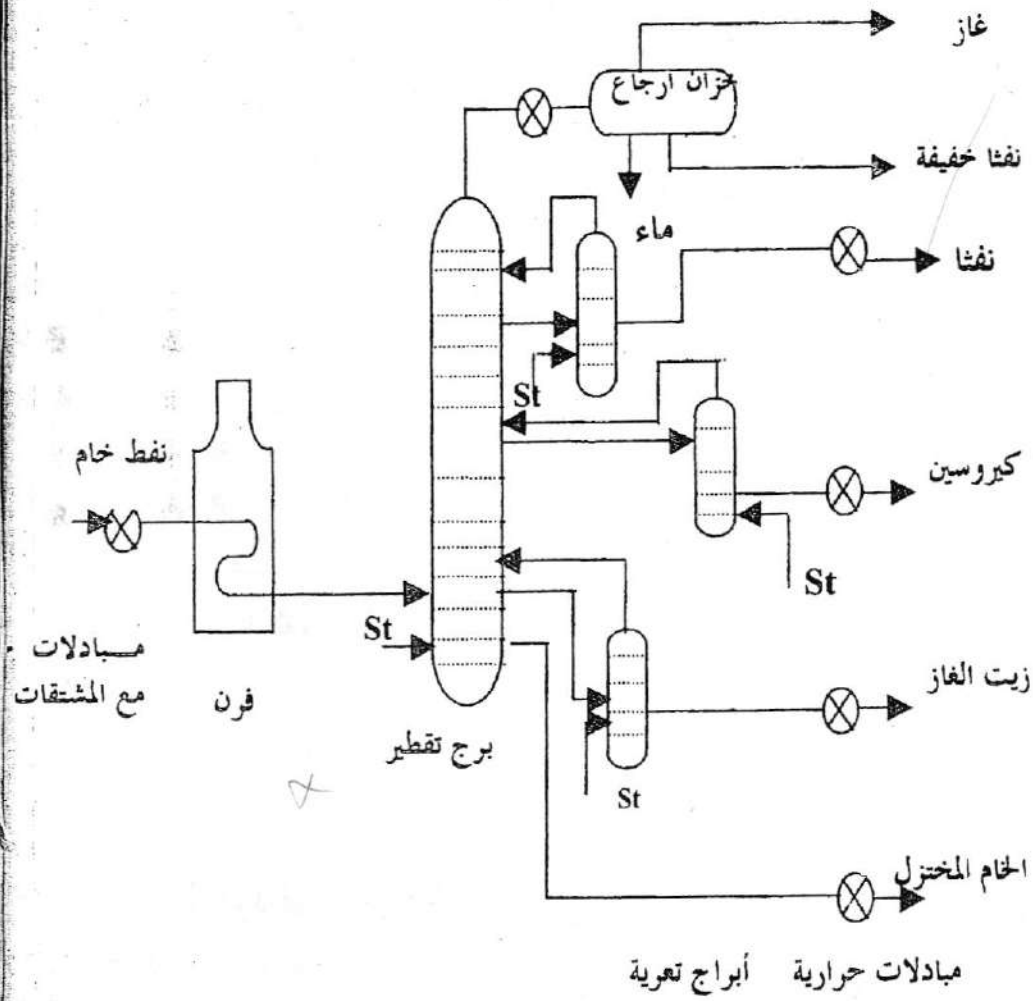 غاز
خزان ارجاع
نفثا خفيفة
ماء
نفثا
St
نفط خام
كيروسين
St
St
مبادلات
مع المشتقات
فرن
برج تقطير
زيت الغاز
St
الخام المختزل
مبادلات حرارية أبراج تعرية